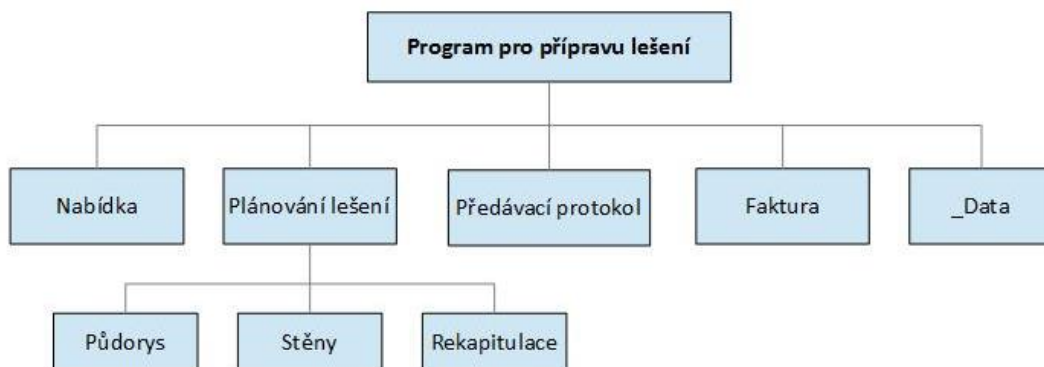 Program pro přípravu lešení
Nabídka
Plánování lešení
Předávací protokol
Faktura
_Data
Půdorys
Stěny
Rekapitulace